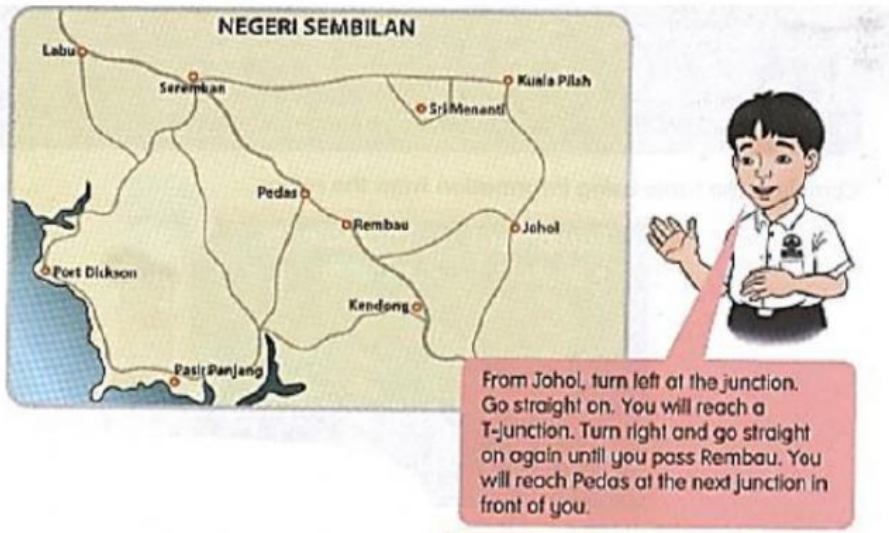 NEGERI SEMBILAN
Labu
Seremban
Kuala Pilah
Sri Menanti
Pedas
Rembau
Johol
Port Dickson
Kendong
Pasir Panjang
From Johol, turn left at the junction.
Go straight on. You will reach a
T-junction. Turn right and go straight
on again until you pass Rembau. You
will reach Pedas at the next junction in
front of you.